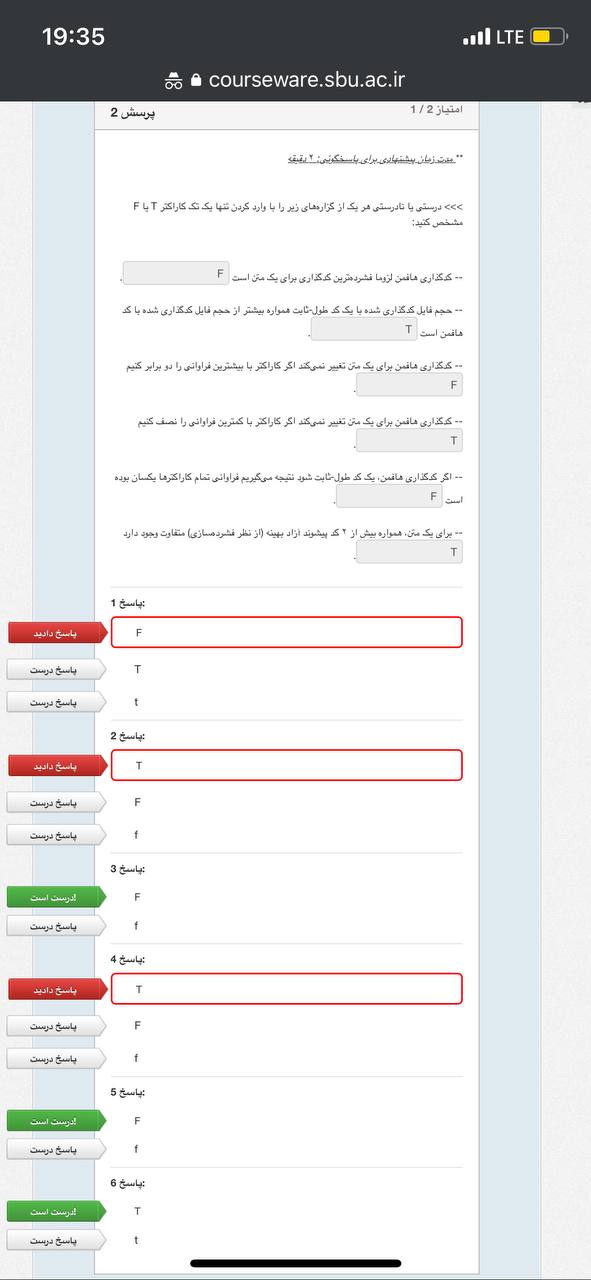 19:35
LTE
courseware.sbu.ac.ir
پرسش 2
امتیاز 2 / 1
** مدت زمان پیشنهادی برای پاسخگوئی: ۲ دقیقه
>>> درستی یا نادرستی هر یک از گزاره‌های زیر را با وارد کردن تنها یک تک کاراکتر T یا F
مشخص کنید:
-- کدگذاری هافمن لزوما فشرده‌ترین کدگذاری برای یک متن است F .
-- حجم فایل کدگذاری شده با یک کد طول-ثابت همواره بیشتر از حجم فایل کدگذاری شده با کد
هافمن است T .
-- کدگذاری هافمن برای یک متن تغییر نمی‌کند اگر کاراکتر با بیشترین فراوانی را دو برابر کنیم
F .
-- کدگذاری هافمن برای یک متن تغییر نمی‌کند اگر کاراکتر با کمترین فراوانی را نصف کنیم
T .
-- اگر کدگذاری هافمن، یک کد طول-ثابت شود نتیجه می‌گیریم فراوانی تمام کاراکترها یکسان بوده
است F .
-- برای یک متن، همواره بیش از ۲ کد پیشوند آزاد بهینه (از نظر فشرده‌سازی) متفاوت وجود دارد
T .
پاسخ 1:
پاسخ دادید F
پاسخ درست T
پاسخ درست t
پاسخ 2:
پاسخ دادید T
پاسخ درست F
پاسخ درست f
پاسخ 3:
درست است! F
پاسخ درست f
پاسخ 4:
پاسخ دادید T
پاسخ درست F
پاسخ درست f
پاسخ 5:
درست است! F
پاسخ درست f
پاسخ 6:
درست است! T
پاسخ درست t